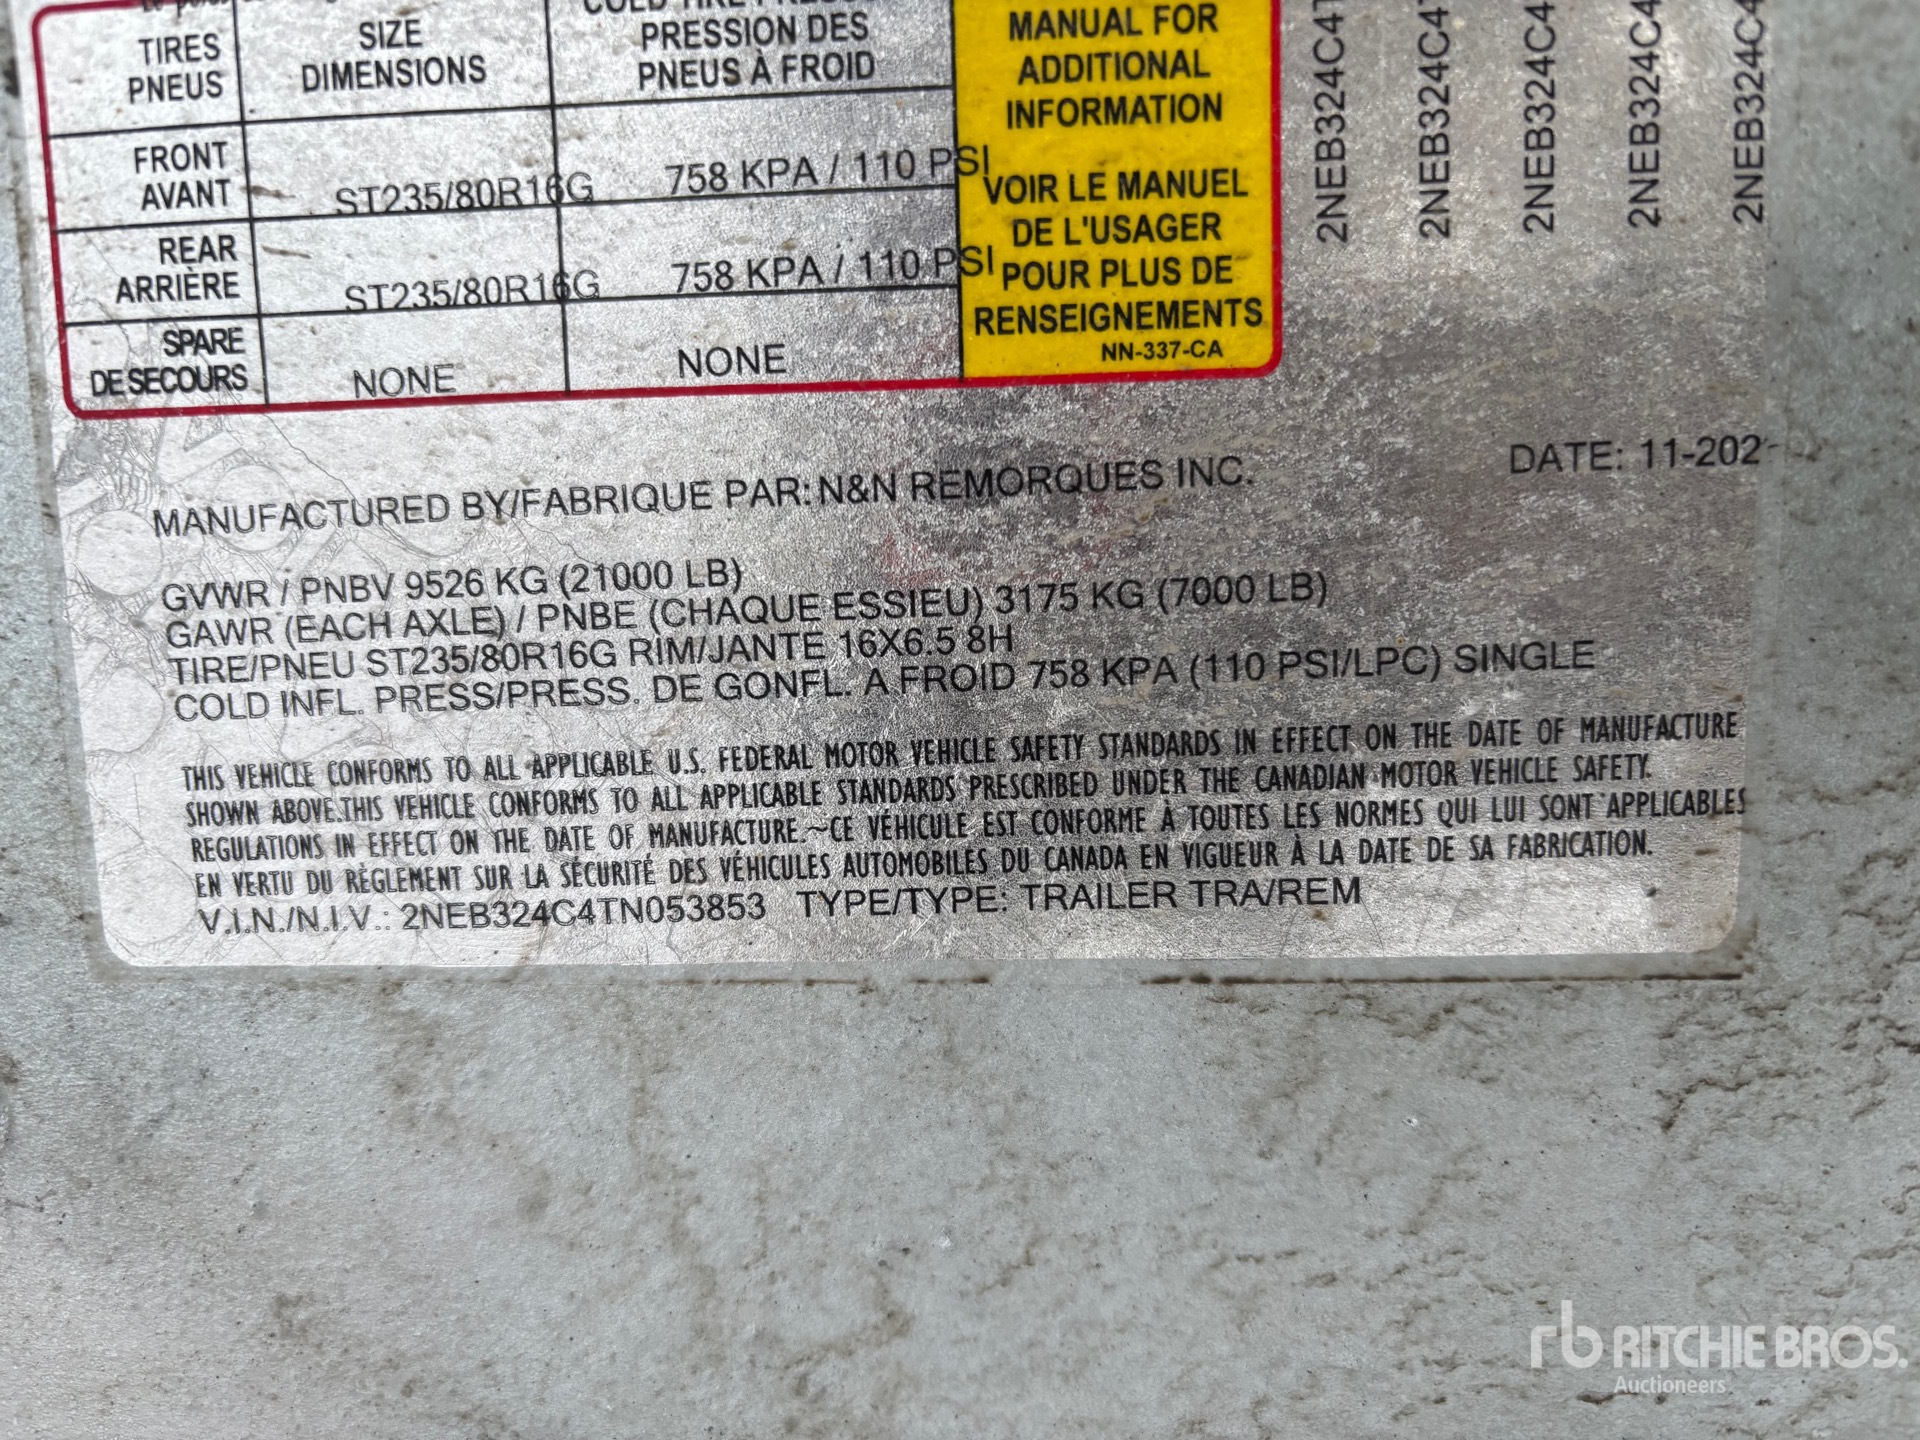 TIRES
PNEUS
SIZE
DIMENSIONS
PRESSION DES
PNEUS À FROID
FRONT
AVANT
ST235/80R16G
758 KPA / 110 PSI
REAR
ARRIÈRE
ST235/80R16G
758 KPA / 110 PSI
SPARE
DE SECOURS
NONE
NONE
MANUAL FOR
ADDITIONAL
INFORMATION
VOIR LE MANUEL
DE L'USAGER
POUR PLUS DE
RENSEIGNEMENTS
NN-337-CA
2NEB324C4T
2NEB324C4T
2NEB324C4
2NEB324C4
2NEB324C4
DATE: 11-202
MANUFACTURED BY/FABRIQUE PAR: N&N REMORQUES INC.
GVWR / PNBV 9526 KG (21000 LB)
GAWR (EACH AXLE) / PNBE (CHAQUE ESSIEU) 3175 KG (7000 LB)
TIRE/PNEU ST235/80R16G RIM/JANTE 16X6.5 8H
COLD INFL. PRESS/PRESS. DE GONFL. A FROID 758 KPA (110 PSI/LPC) SINGLE
THIS VEHICLE CONFORMS TO ALL APPLICABLE U.S. FEDERAL MOTOR VEHICLE SAFETY STANDARDS IN EFFECT ON THE DATE OF MANUFACTURE
SHOWN ABOVE.THIS VEHICLE CONFORMS TO ALL APPLICABLE STANDARDS PRESCRIBED UNDER THE CANADIAN MOTOR VEHICLE SAFETY.
REGULATIONS IN EFFECT ON THE DATE OF MANUFACTURE.~CE VÉHICULE EST CONFORME À TOUTES LES NORMES QUI LUI SONT APPLICABLES
EN VERTU DU RÈGLEMENT SUR LA SÉCURITÉ DES VÉHICULES AUTOMOBILES DU CANADA EN VIGUEUR À LA DATE DE SA FABRICATION.
V.I.N./N.I.V.: 2NEB324C4TN053853 TYPE/TYPE: TRAILER TRA/REM
rb RITCHIE BROS.
Auctioneers